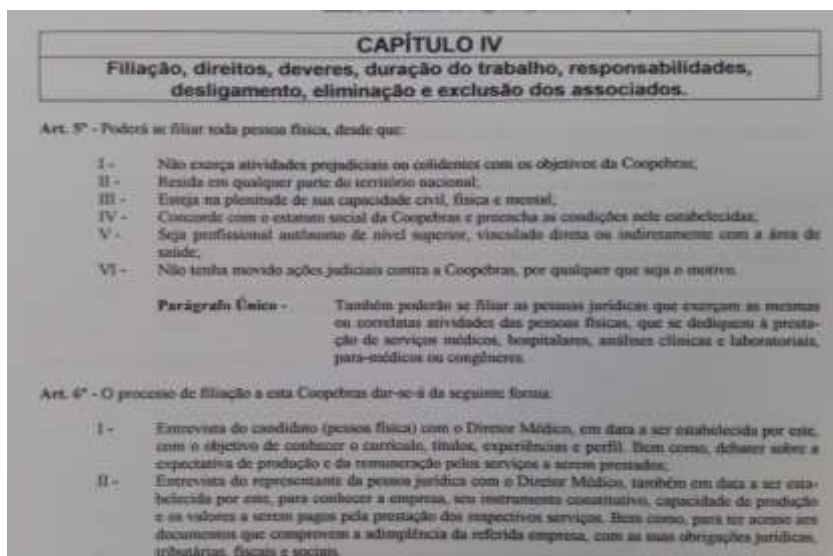 CAPÍTULO IV
Filiação, direitos, deveres, duração do trabalho, responsabilidades,
desligamento, eliminação e exclusão dos associados.
Art. 5º - Poderá se filiar toda pessoa física, desde que:
I - Não exerça atividades prejudiciais ou colidentes com os objetivos da Coopebras;
II - Resida em qualquer parte do território nacional;
III - Esteja na plenitude de sua capacidade civil, física e mental;
IV - Concorde com o estatuto social da Coopebras e preencha as condições nele estabelecidas;
V - Seja profissional autônomo de nível superior, vinculado direta ou indiretamente com a área de
saúde;
VI - Não tenha movido ações judiciais contra a Coopebras, por qualquer que seja o motivo.
Parágrafo Único - Também poderão se filiar as pessoas jurídicas que exerçam as mesmas
ou correlatas atividades das pessoas físicas, que se dediquem à presta-
ção de serviços médicos, hospitalares, análises clínicas e laboratoriais,
para-médicos ou congêneres.
Art. 6º - O processo de filiação a esta Coopebras dar-se-á da seguinte forma:
I - Entrevista do candidato (pessoa física) com o Diretor Médico, em data a ser estabelecida por este,
com o objetivo de conhecer o currículo, títulos, experiências e perfil. Bem como, debater sobre a
expectativa de produção e da remuneração pelos serviços a serem prestados;
II - Entrevista do representante da pessoa jurídica com o Diretor Médico, também em data a ser esta-
belecida por este, para conhecer a empresa, seu instrumento constitutivo, capacidade de produção
e os valores a serem pagos pela prestação dos respectivos serviços. Bem como, para ter acesso aos
documentos que comprovem a adimplência da referida empresa, com as suas obrigações jurídicas,
tributárias, fiscais e sociais.